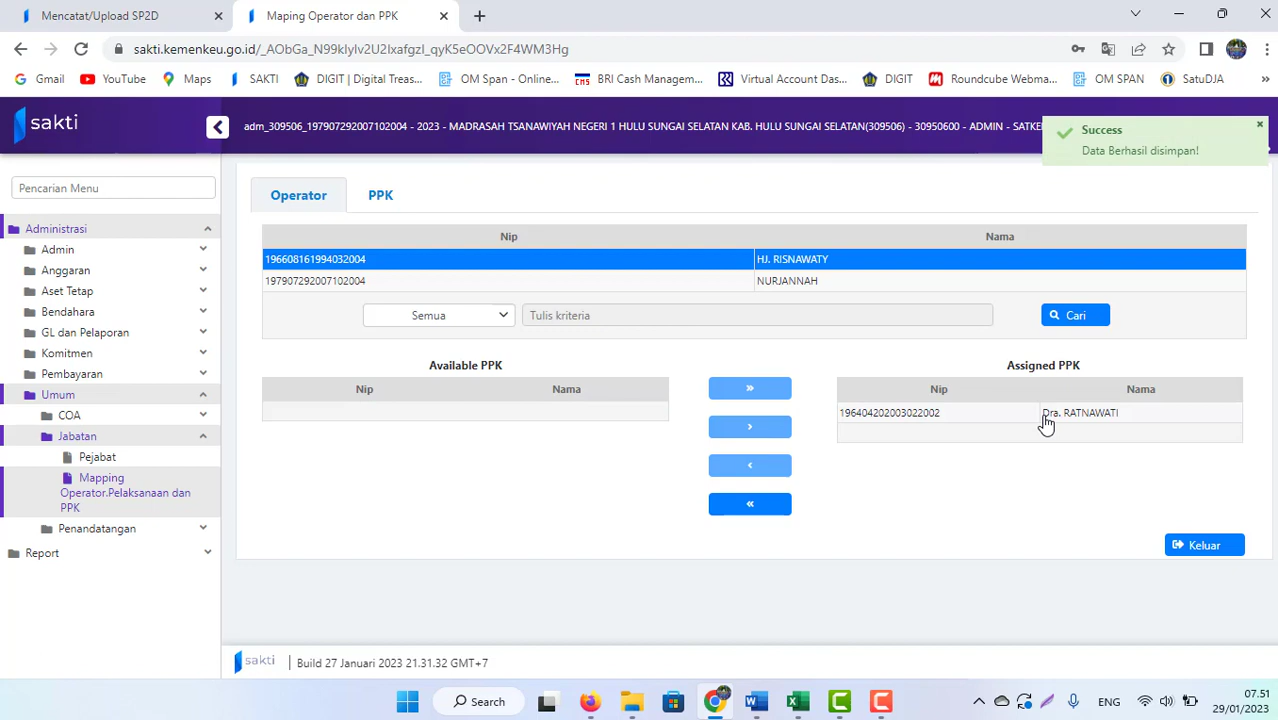 Mencatat/Upload SP2D
Maping Operator dan PPK
sakti.kemenkeu.go.id/_AObGa_N99kIylv2U2Ixafgzl_qyK5eOOVx2F4WM3Hg
Gmail YouTube Maps SAKTI DIGIT | Digital Treas... OM Span - Online... BRI Cash Managem... Virtual Account Das... DIGIT Roundcube Webma... OM SPAN SatuDJA
sakti
adm_309506_197907292007102004 - 2023 - MADRASAH TSANAWIYAH NEGERI 1 HULU SUNGAI SELATAN KAB. HULU SUNGAI SELATAN(309506) - 30950600 - ADMIN - SATKE
Success
Data Berhasil disimpan!
Pencarian Menu
Administrasi
Admin
Anggaran
Aset Tetap
Bendahara
GL dan Pelaporan
Komitmen
Pembayaran
Umum
COA
Jabatan
Pejabat
Mapping
Operator.Pelaksanaan dan
PPK
Penandatangan
Report
Operator PPK
Nip Nama
196608161994032004 HJ. RISNAWATY
197907292007102004 NURJANNAH
Semua Tulis kriteria Cari
Available PPK
Nip Nama
»
›
‹
«
Assigned PPK
Nip Nama
196404202003022002 Dra. RATNAWATI
Keluar
sakti | Build 27 Januari 2023 21.31.32 GMT+7
Search
ENG
07.51
29/01/2023